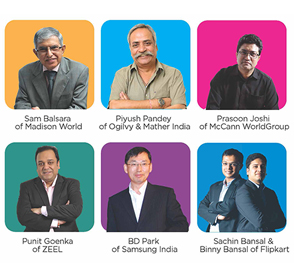 Sam Balsara
of Madison World
Piyush Pandey
of Ogilvy & Mather India
Prasoon Joshi
of McCann WorldGroup
Punit Goenka
of ZEEL
BD Park
of Samsung India
Sachin Bansal &
Binny Bansal of Flipkart